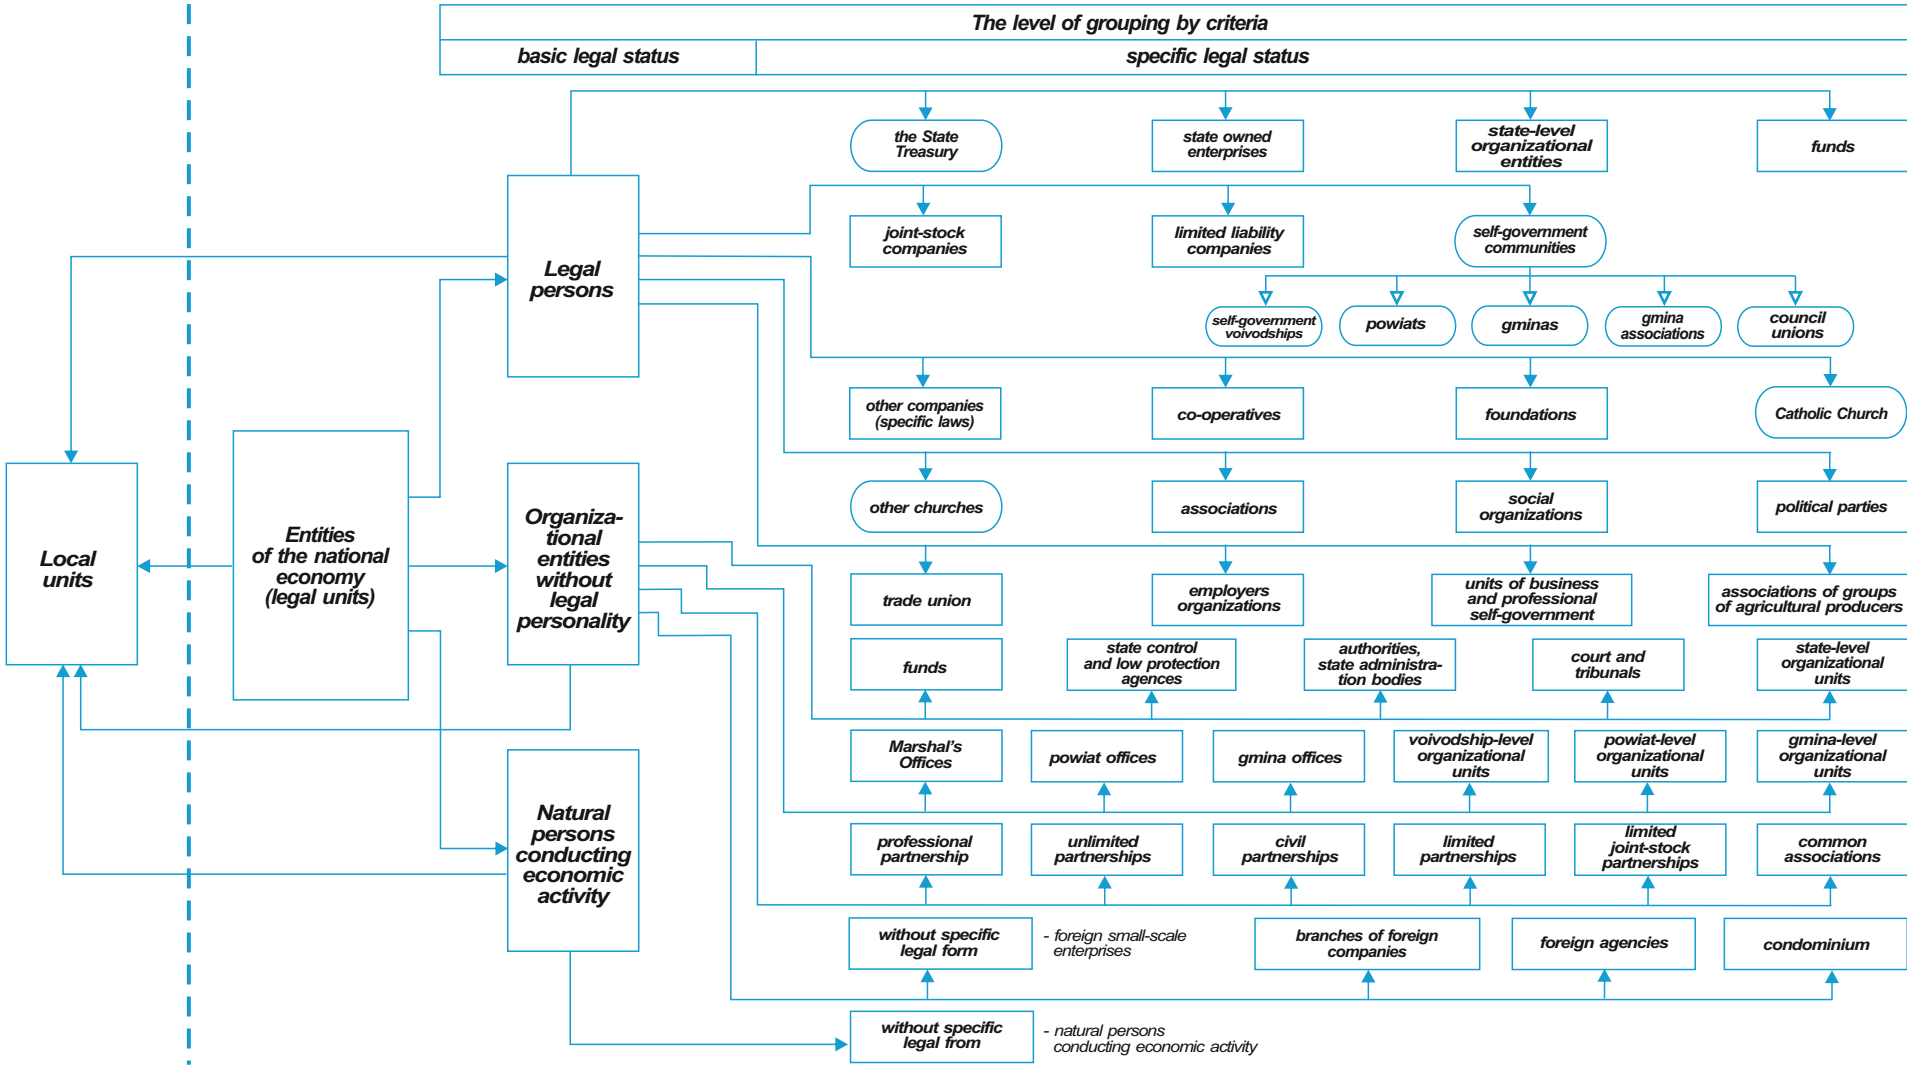 The level of grouping by criteria
basic legal status
specific legal status
the State
Treasury
state owned
enterprises
state-level
organizational
entities
funds
Legal
persons
joint-stock
companies
limited liability
companies
self-government
communities
self-government
voivodships
powiats
gminas
gmina
associations
council
unions
other companies
(specific laws)
co-operatives
foundations
Catholic Church
Local
units
Entities
of the national
economy
(legal units)
Organiza-
tional
entities
without
legal
personality
other churches
associations
social
organizations
political parties
trade union
employers
organizations
units of business
and professional
self-government
associations of groups
of agricultural producers
funds
state control
and low protection
agences
authorities,
state administra-
tion bodies
court and
tribunals
state-level
organizational
units
Marshal's
Offices
powiat offices
gmina offices
voivodship-level
organizational
units
powiat-level
organizational
units
gmina-level
organizational
units
Natural
persons
conducting
economic
activity
professional
partnership
unlimited
partnerships
civil
partnerships
limited
partnerships
limited
joint-stock
partnerships
common
associations
without specific
legal form
- foreign small-scale
enterprises
branches of foreign
companies
foreign agencies
condominium
without specific
legal from
- natural persons
conducting economic activity